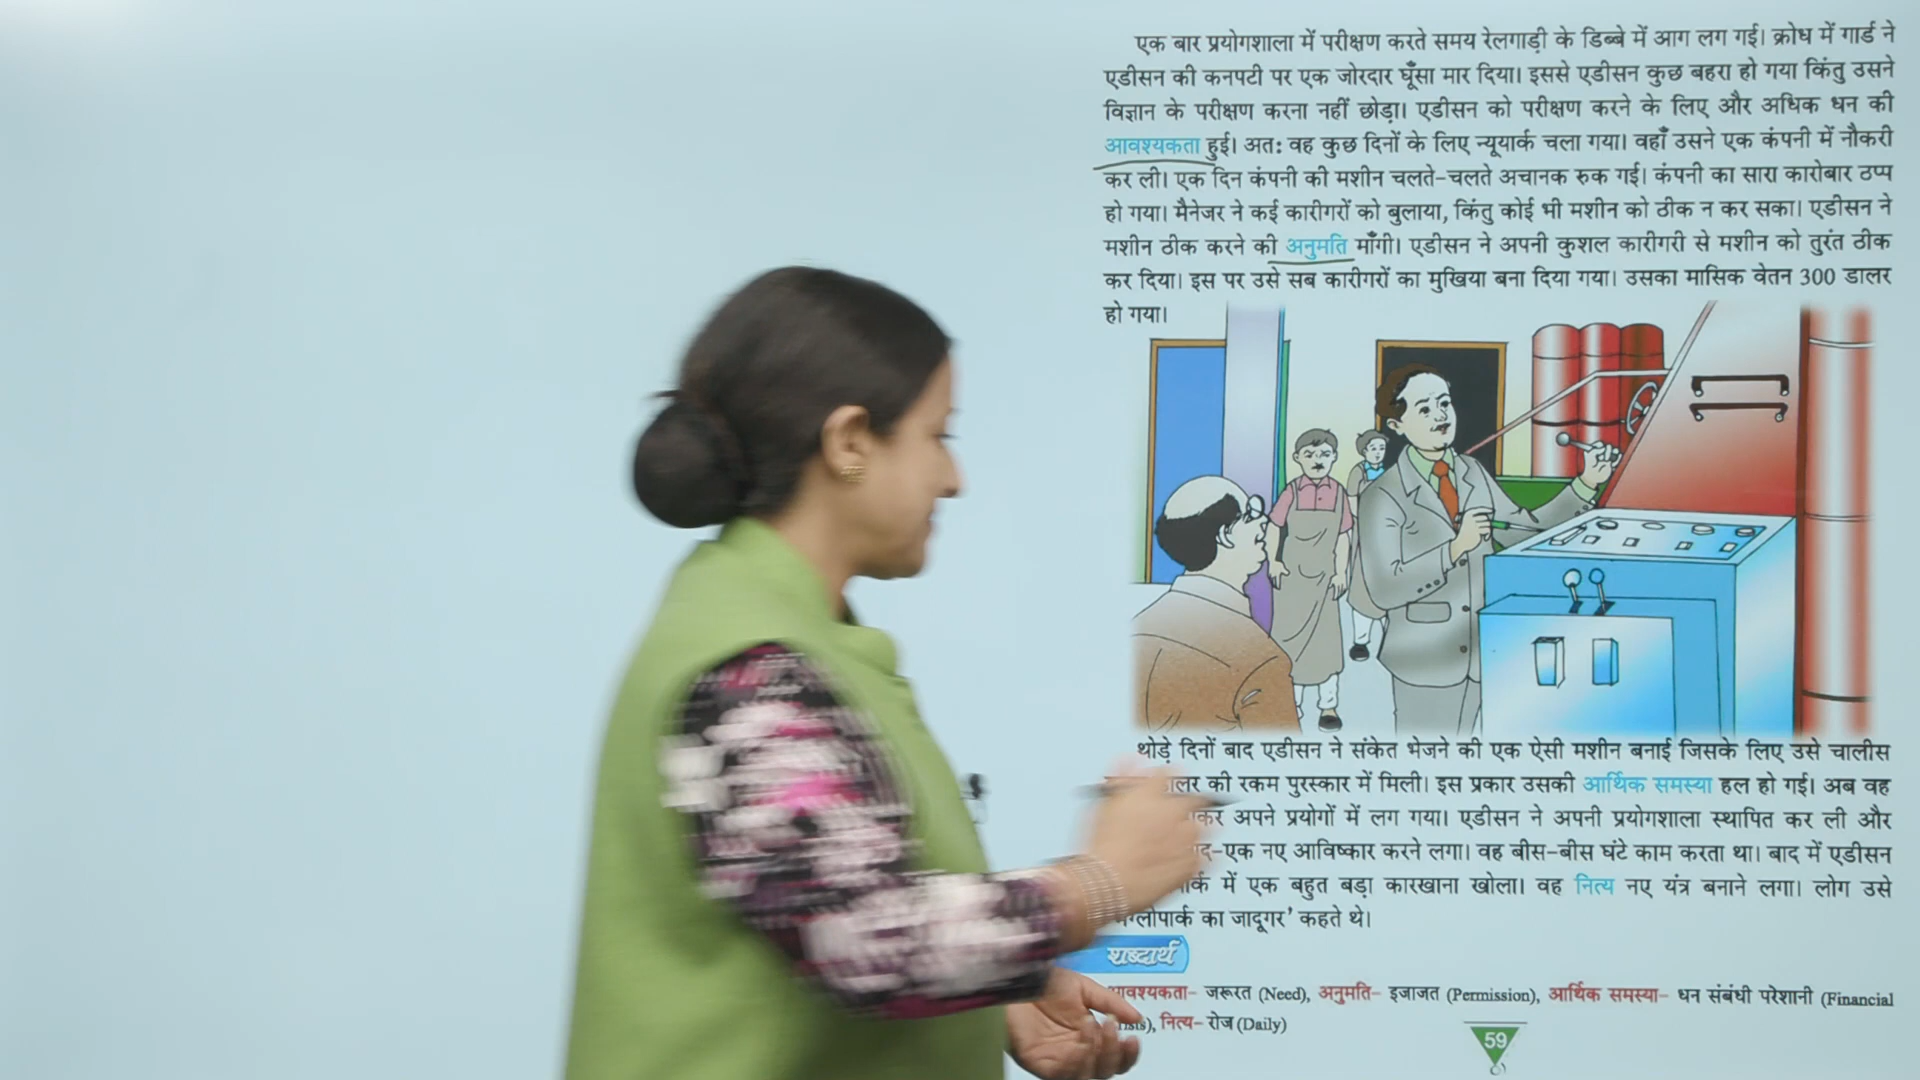 एक बार प्रयोगशाला में परीक्षण करते समय रेलगाड़ी के डिब्बे में आग लग गई। क्रोध में गार्ड ने
एडीसन की कनपटी पर एक जोरदार घूँसा मार दिया। इससे एडीसन कुछ बहरा हो गया किंतु उसने
विज्ञान के परीक्षण करना नहीं छोड़ा। एडीसन को परीक्षण करने के लिए और अधिक धन की
आवश्यकता हुई। अतः वह कुछ दिनों के लिए न्यूयार्क चला गया। वहाँ उसने एक कंपनी में नौकरी
कर ली। एक दिन कंपनी की मशीन चलते-चलते अचानक रुक गई। कंपनी का सारा कारोबार ठप्प
हो गया। मैनेजर ने कई कारीगरों को बुलाया, किंतु कोई भी मशीन को ठीक न कर सका। एडीसन ने
मशीन ठीक करने की अनुमति माँगी। एडीसन ने अपनी कुशल कारीगरी से मशीन को तुरंत ठीक
कर दिया। इस पर उसे सब कारीगरों का मुखिया बना दिया गया। उसका मासिक वेतन 300 डालर
हो गया।
थोड़े दिनों बाद एडीसन ने संकेत भेजने की एक ऐसी मशीन बनाई जिसके लिए उसे चालीस
की रकम पुरस्कार में मिली। इस प्रकार उसकी आर्थिक समस्या हल हो गई। अब वह
अपने प्रयोगों में लग गया। एडीसन ने अपनी प्रयोगशाला स्थापित कर ली और
एक नए आविष्कार करने लगा। वह बीस-बीस घंटे काम करता था। बाद में एडीसन
में एक बहुत बड़ा कारखाना खोला। वह नित्य नए यंत्र बनाने लगा। लोग उसे
का जादूगर' कहते थे।
शब्दार्थ
जरूरत (Need), अनुमति- इजाजत (Permission), आर्थिक समस्या- धन संबंधी परेशानी (Financial
नित्य- रोज (Daily)
59